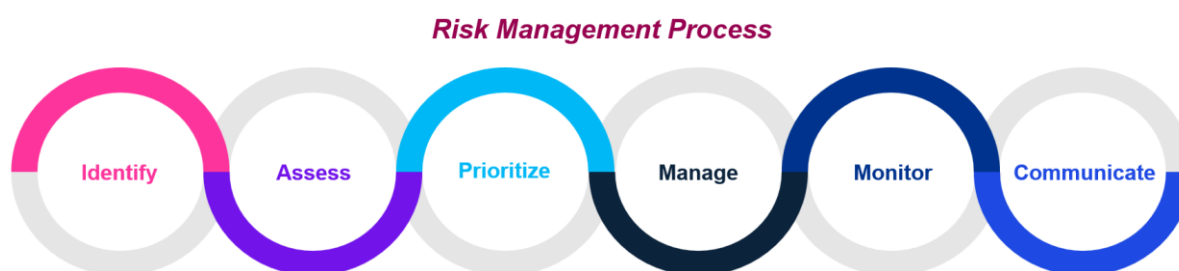 Risk Management Process
Identify
Assess
Prioritize
Manage
Monitor
Communicate